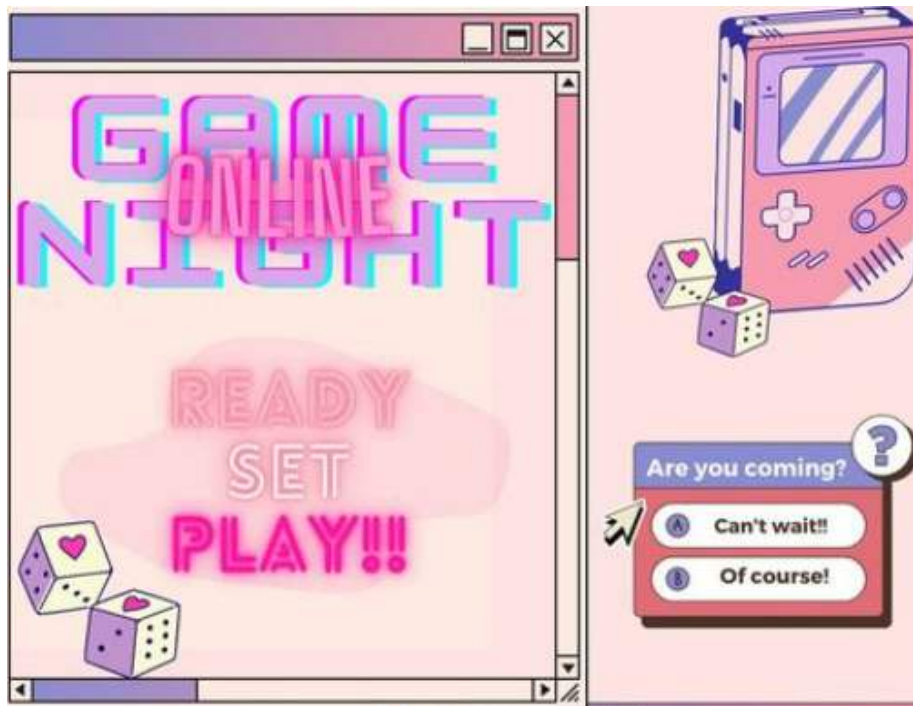 GAME
ONLINE
NIGHT
READY
SET
PLAY!!
Are you coming?
?
A Can't wait!!
B Of course!